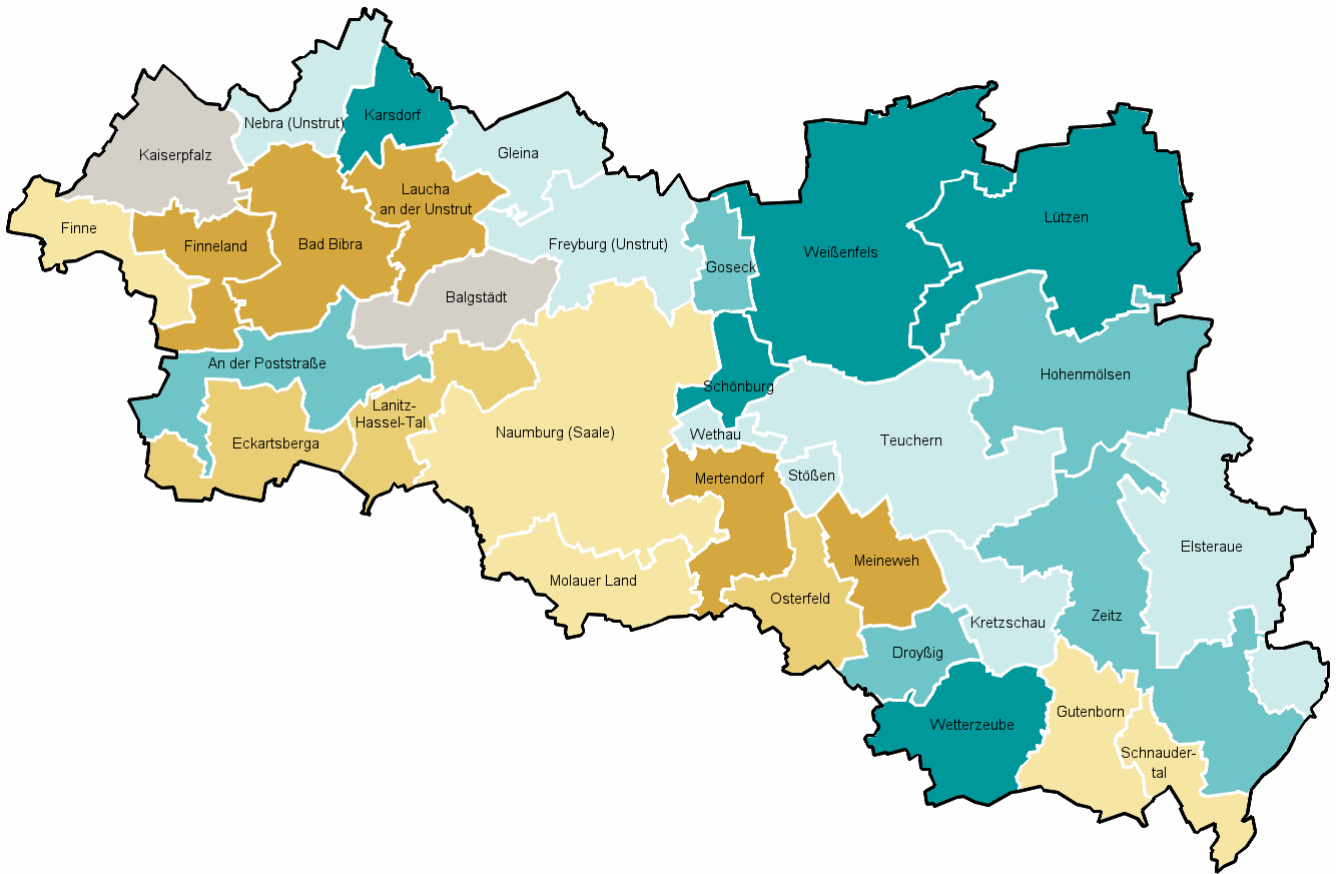 Karsdorf
Nebra (Unstrut)
Kaiserpfalz
Gleina
Laucha
an der Unstrut
Lützen
Finne
Finneland
Bad Bibra
Freyburg (Unstrut)
Weißenfels
Goseck
Balgstädt
An der Poststraße
Hohenmölsen
Schönburg
Lanitz-
Hassel-Tal
Naumburg (Saale)
Wethau
Teuchern
Eckartsberga
Mertendorf
Stößen
Elsteraue
Meineweh
Molauer Land
Osterfeld
Zeitz
Kretzschau
Droyßig
Gutenborn
Wetterzeube
Schnauder-
tal